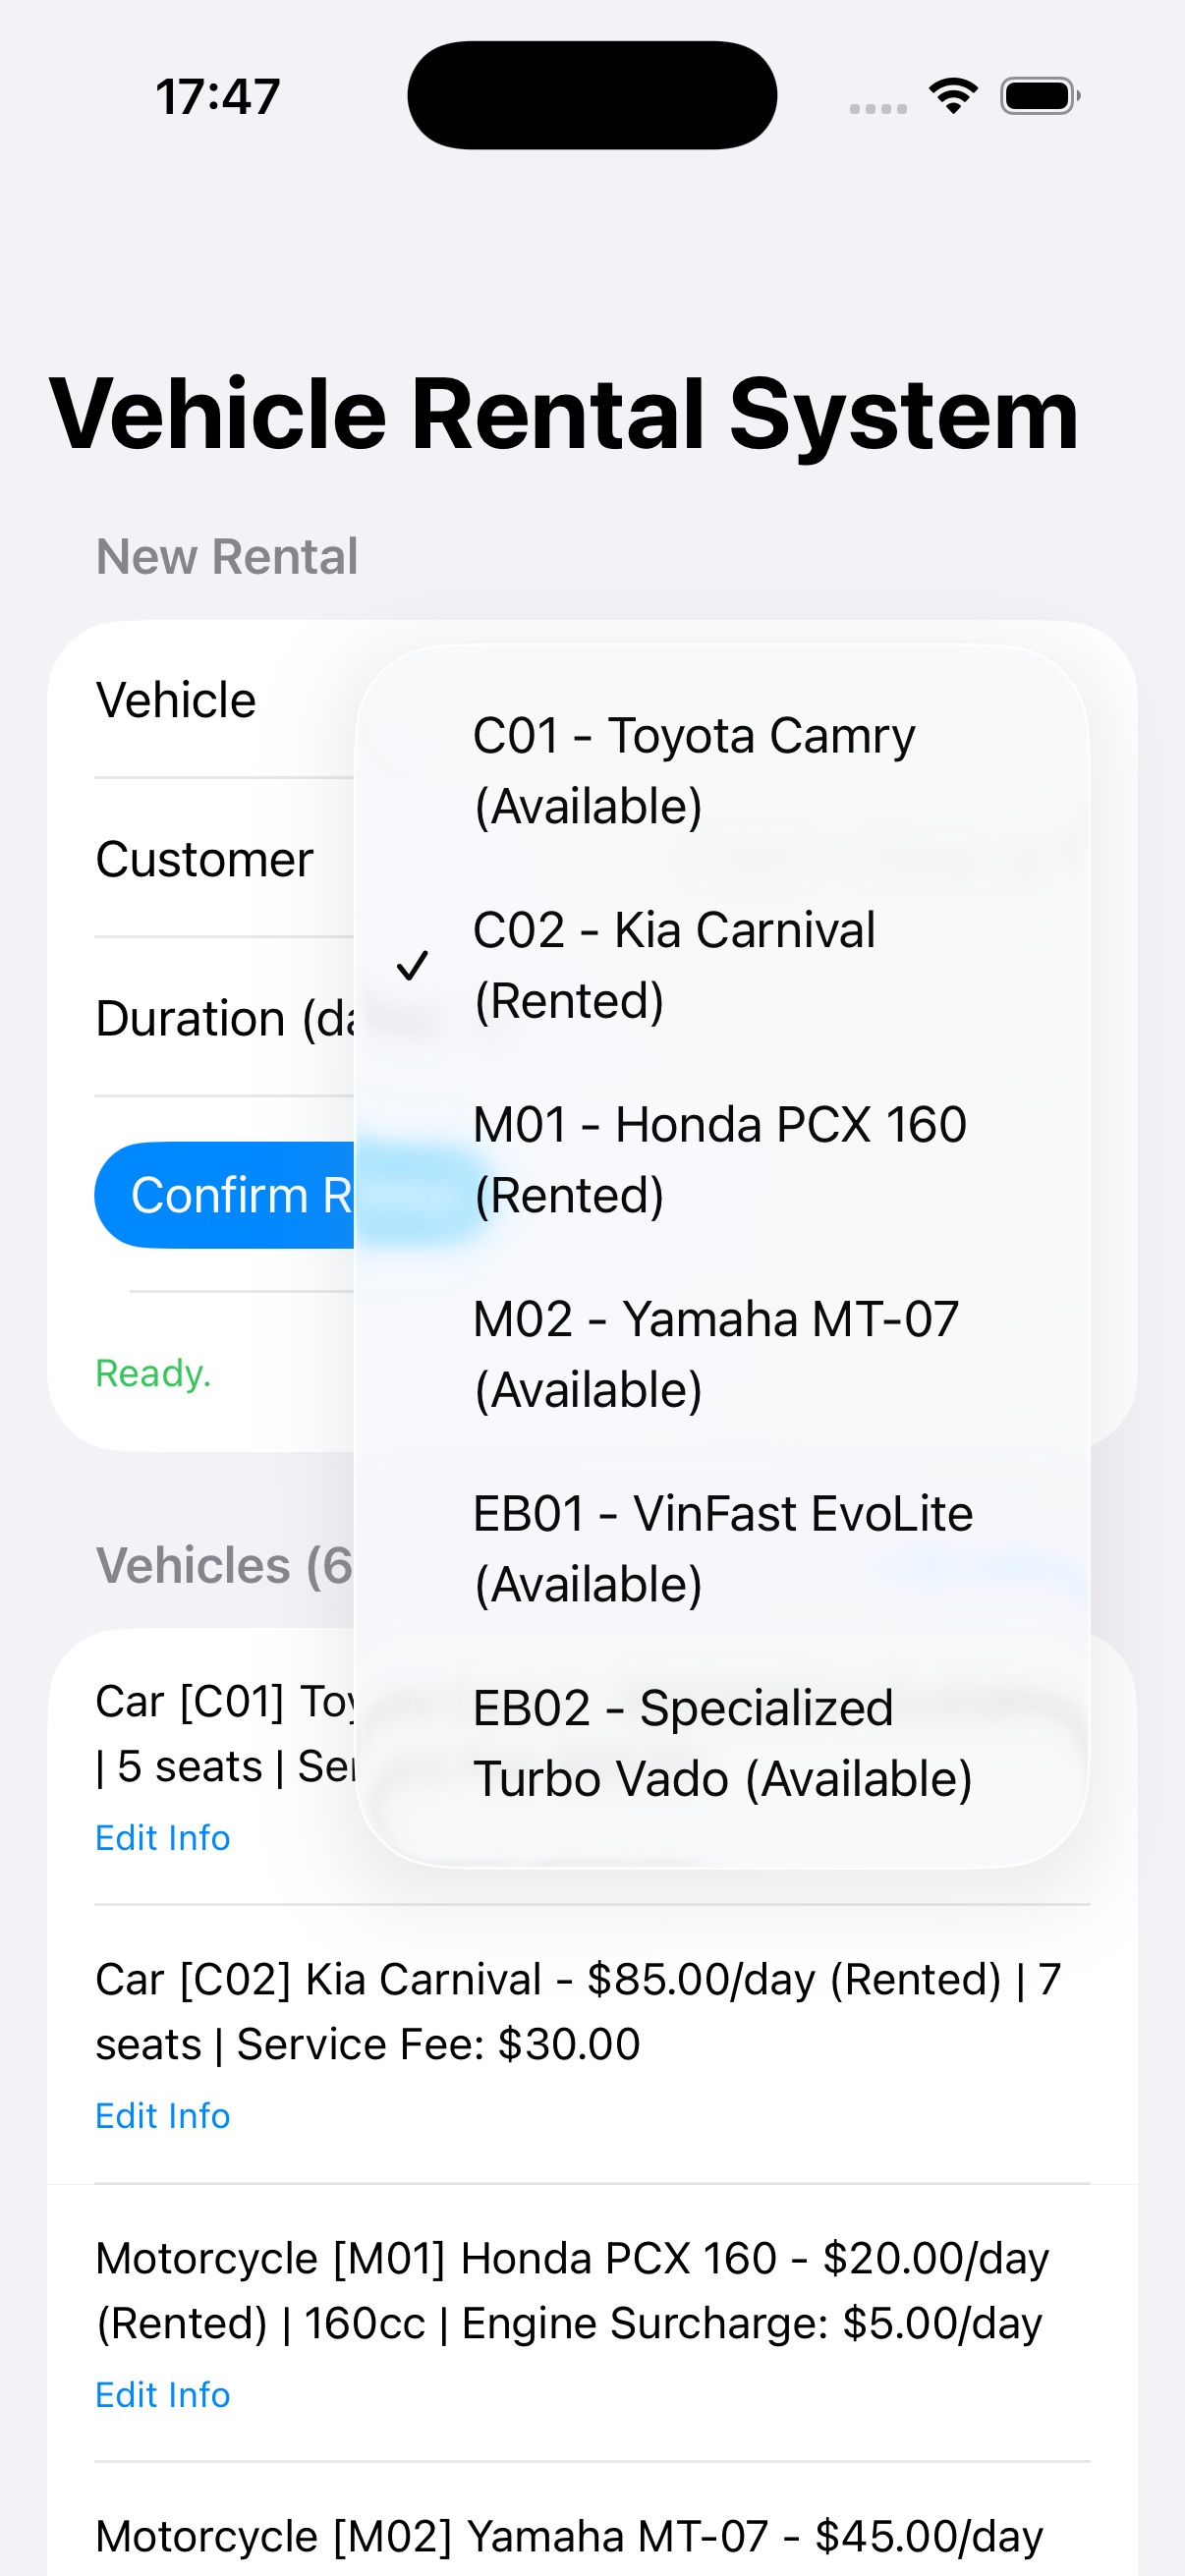 17:47
Vehicle Rental System
New Rental
Vehicle
Customer
Duration (da
Confirm R
Ready.
C01 - Toyota Camry
(Available)
C02 - Kia Carnival
(Rented)
M01 - Honda PCX 160
(Rented)
M02 - Yamaha MT-07
(Available)
EB01 - VinFast EvoLite
(Available)
EB02 - Specialized
Turbo Vado (Available)
Vehicles (6
Car [C01] Toy
| 5 seats | Ser
Edit Info
Car [C02] Kia Carnival - $85.00/day (Rented) | 7
seats | Service Fee: $30.00
Edit Info
Motorcycle [M01] Honda PCX 160 - $20.00/day
(Rented) | 160cc | Engine Surcharge: $5.00/day
Edit Info
Motorcycle [M02] Yamaha MT-07 - $45.00/day